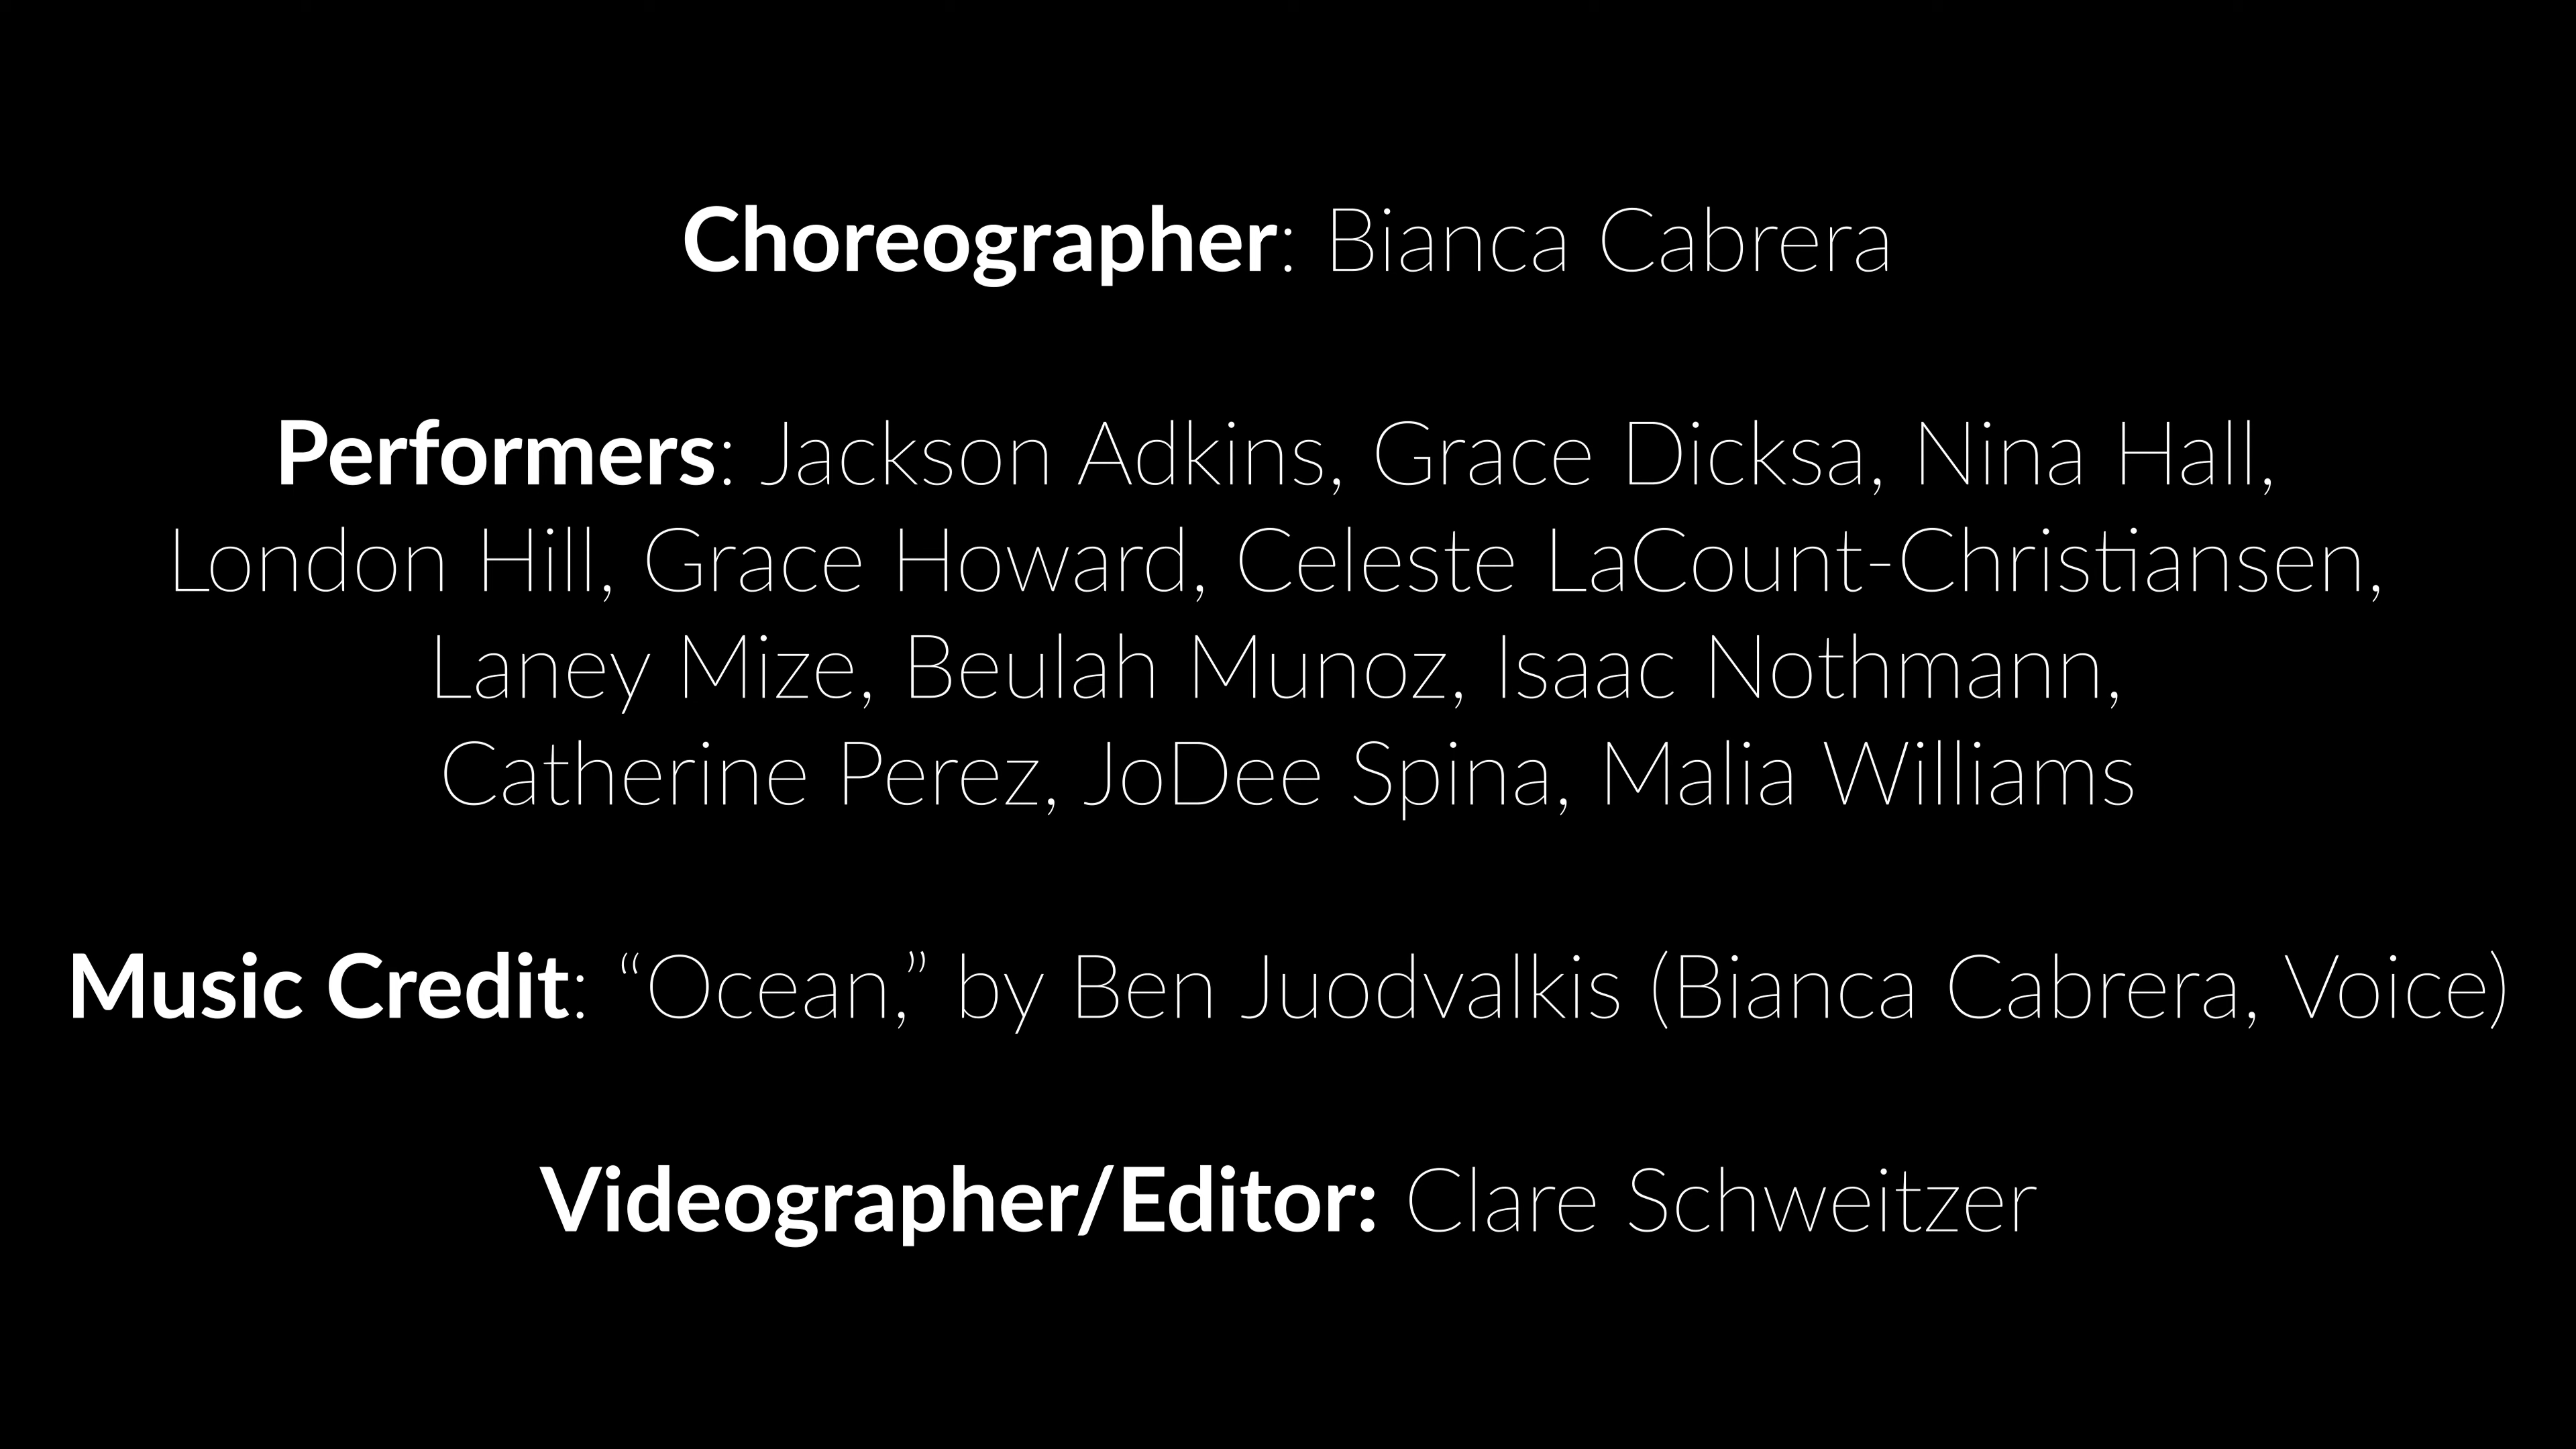 Choreographer: Bianca Cabrera
Performers: Jackson Adkins, Grace Dicksa, Nina Hall,
London Hill, Grace Howard, Celeste LaCount-Christiansen,
Laney Mize, Beulah Munoz, Isaac Nothmann,
Catherine Perez, JoDee Spina, Malia Williams
Music Credit: “Ocean,” by Ben Juodvalkis (Bianca Cabrera, Voice)
Videographer/Editor: Clare Schweitzer